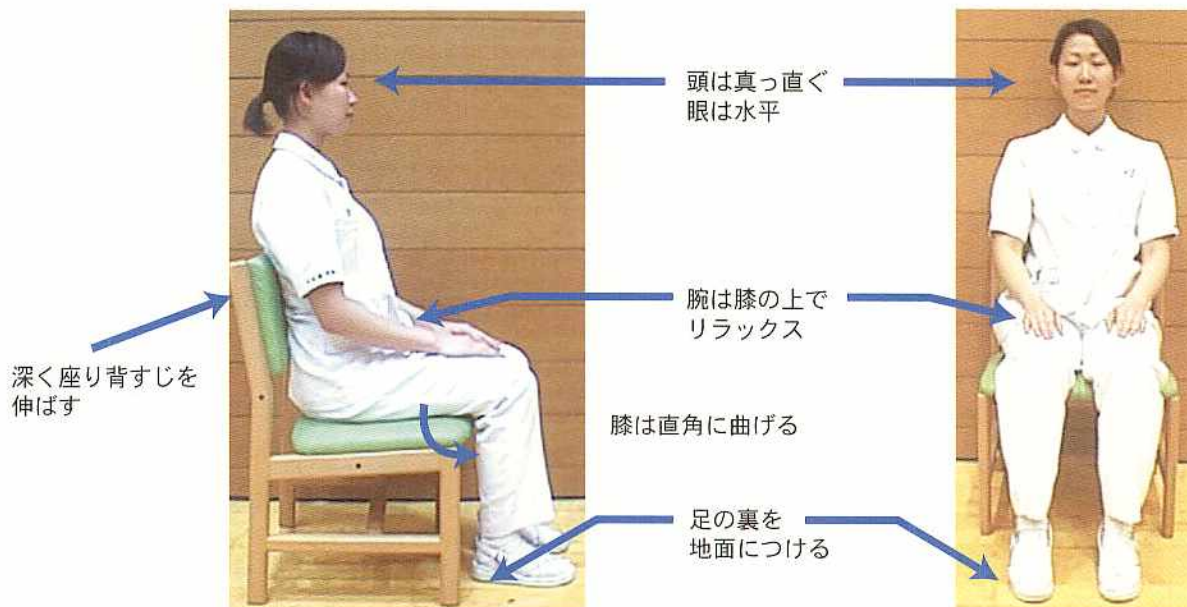 頭は真っ直ぐ
眼は水平
腕は膝の上で
リラックス
深く座り背すじを
伸ばす
膝は直角に曲げる
足の裏を
地面につける